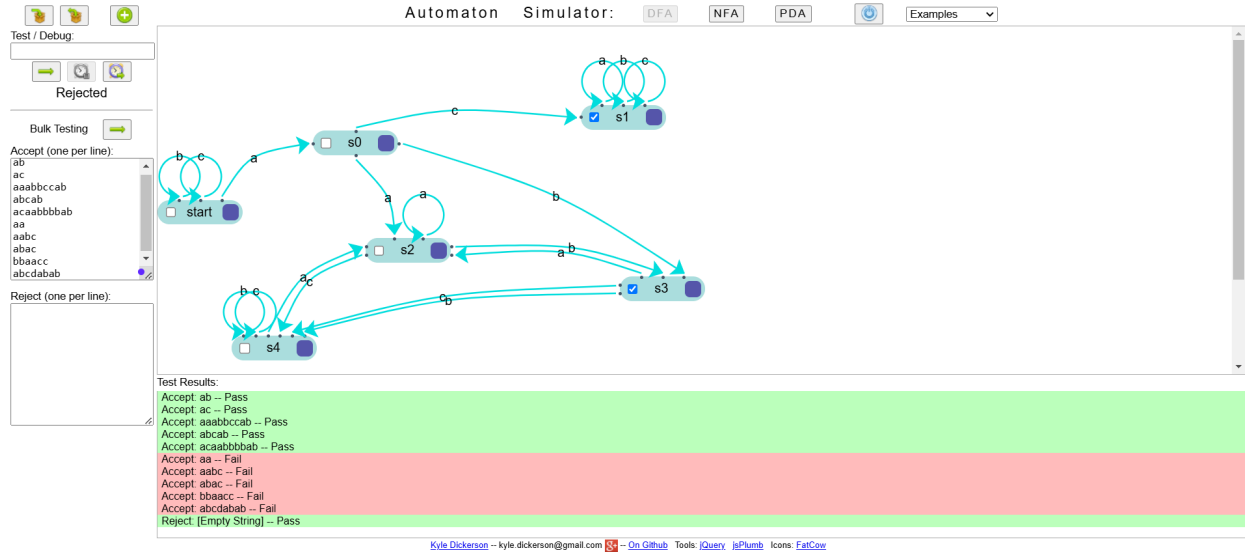 Automaton Simulator: DFA NFA PDA Examples
Test / Debug:
Rejected
Bulk Testing
Accept (one per line):
ab
ac
aaabbccab
abcab
acaabbbbab
aa
aabc
abac
bbaacc
abcdabab
Reject (one per line):
a b c
s1
c
s0
b c
a
start
b
a
a
s2
b
a
s3
a
c
c
b
b c
s4
Test Results:
Accept: ab -- Pass
Accept: ac -- Pass
Accept: aaabbccab -- Pass
Accept: abcab -- Pass
Accept: acaabbbbab -- Pass
Accept: aa -- Fail
Accept: aabc -- Fail
Accept: abac -- Fail
Accept: bbaacc -- Fail
Accept: abcdabab -- Fail
Reject: [Empty String] -- Pass
Kyle Dickerson -- kyle.dickerson@gmail.com g+ -- On Github Tools: jQuery jsPlumb Icons: FatCow